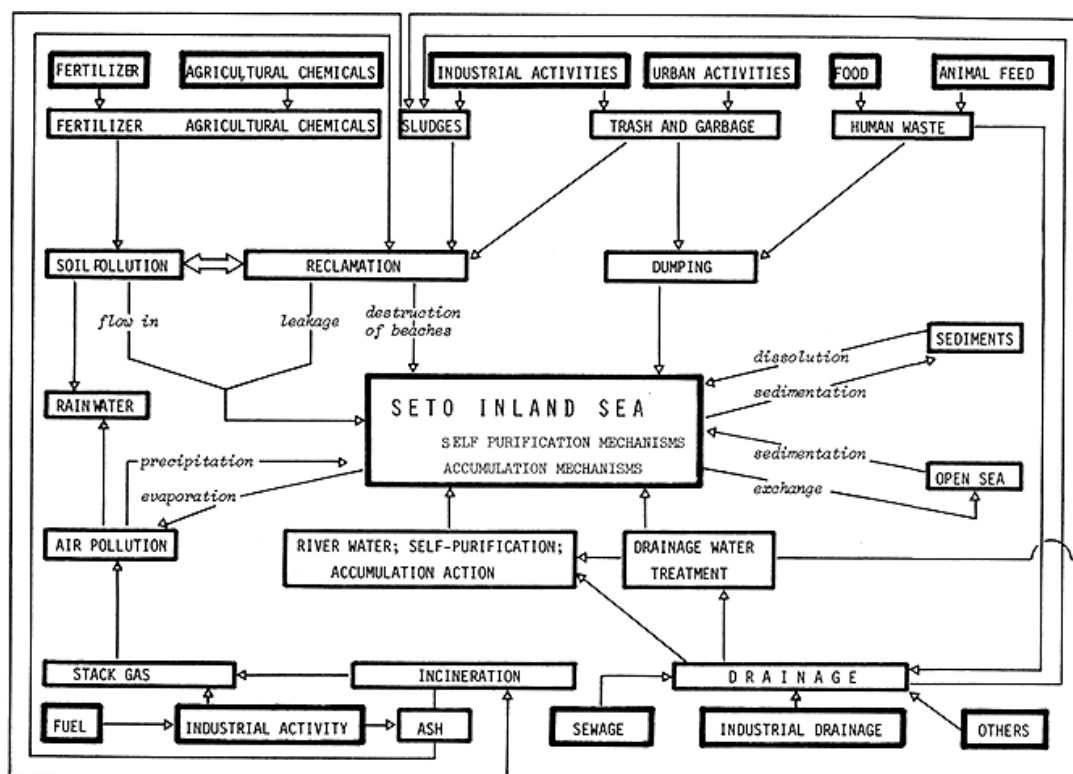 FERTILIZER
AGRICULTURAL CHEMICALS
INDUSTRIAL ACTIVITIES
URBAN ACTIVITIES
FOOD
ANIMAL FEED
FERTILIZER AGRICULTURAL CHEMICALS
SLUDGES
TRASH AND GARBAGE
HUMAN WASTE
SOIL POLLUTION
RECLAMATION
DUMPING
flow in
leakage
destruction
of beaches
SEDIMENTS
dissolution
sedimentation
RAINWATER
SETO INLAND SEA
SELF PURIFICATION MECHANISMS
ACCUMULATION MECHANISMS
precipitation
evaporation
sedimentation
exchange
OPEN SEA
AIR POLLUTION
RIVER WATER; SELF-PURIFICATION;
ACCUMULATION ACTION
DRAINAGE WATER
TREATMENT
STACK GAS
INCINERATION
DRAINAGE
FUEL
INDUSTRIAL ACTIVITY
ASH
SEWAGE
INDUSTRIAL DRAINAGE
OTHERS